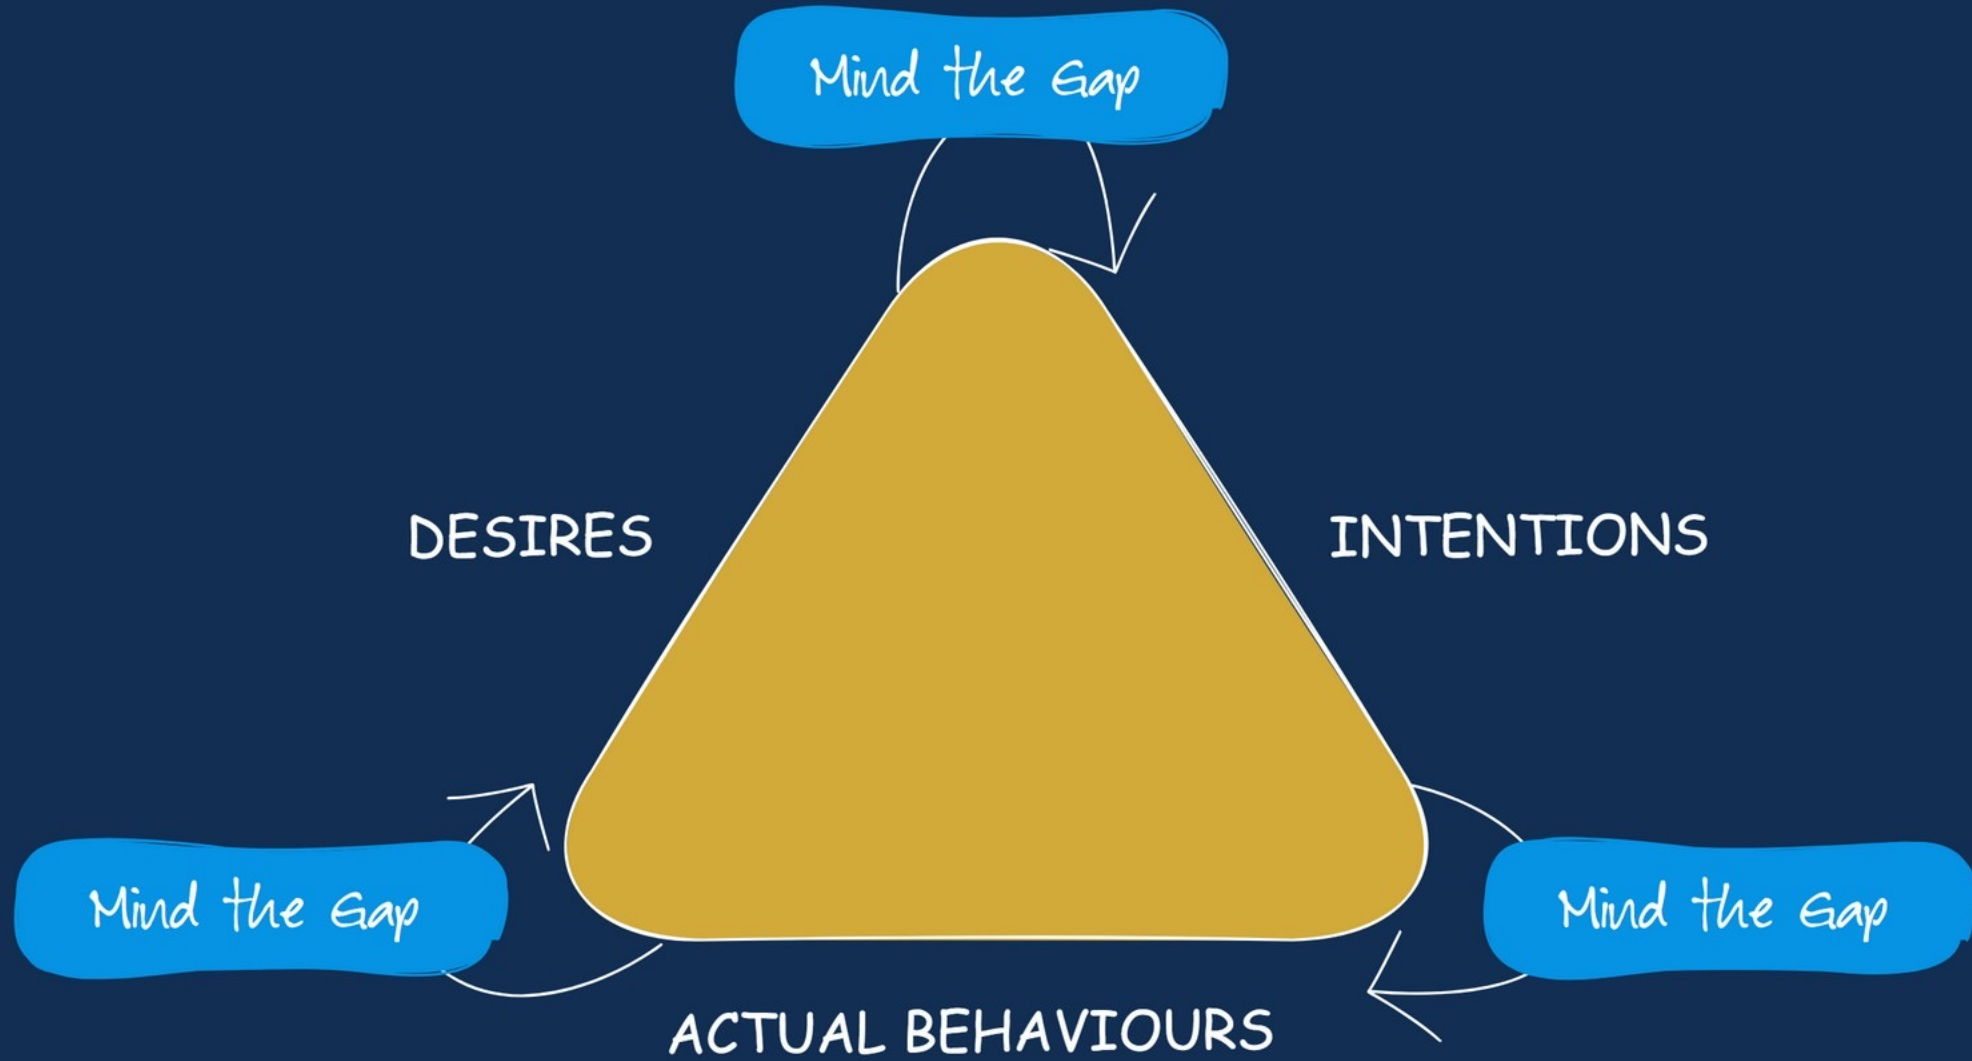 Mind the Gap
DESIRES
INTENTIONS
Mind the Gap
Mind the Gap
ACTUAL BEHAVIOURS